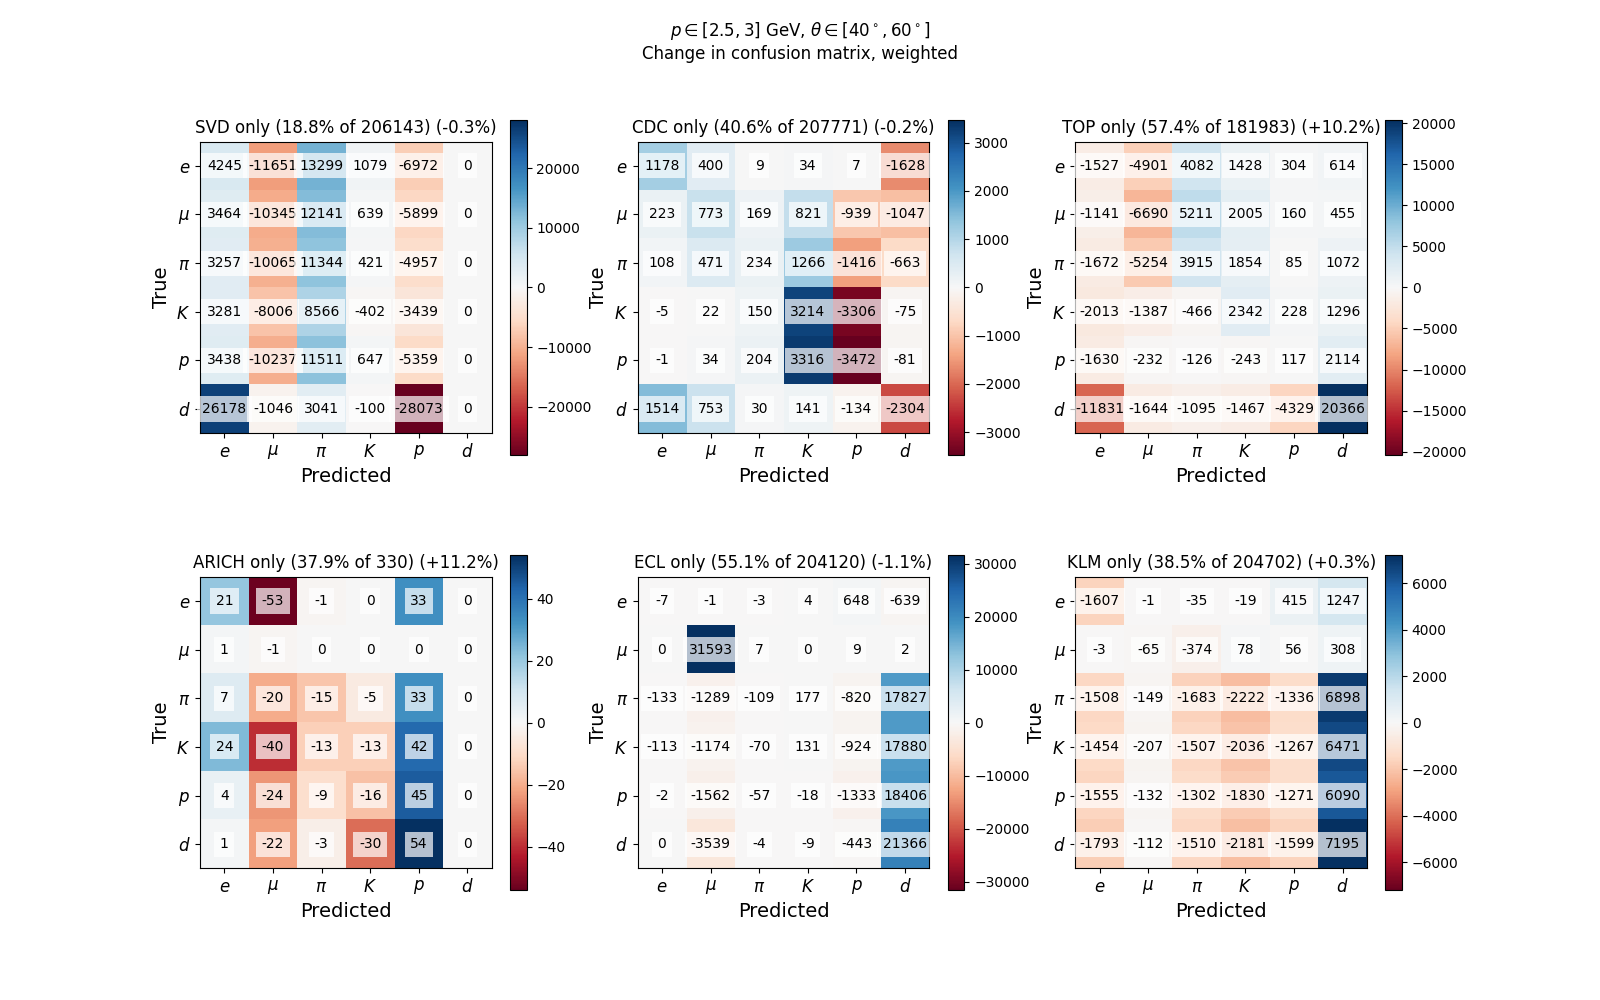 p ∈ [2.5, 3] GeV, θ ∈ [40°, 60°]
Change in confusion matrix, weighted
SVD only (18.8% of 206143) (-0.3%)
True
e 4245 -11651 13299 1079 -6972 0
μ 3464 -10345 12141 639 -5899 0
π 3257 -10065 11344 421 -4957 0
K 3281 -8006 8566 -402 -3439 0
p 3438 -10237 11511 647 -5359 0
d 26178 -1046 3041 -100 -28073 0
e μ π K p d
Predicted
20000
10000
0
−10000
−20000
CDC only (40.6% of 207771) (-0.2%)
True
e 1178 400 9 34 7 -1628
μ 223 773 169 821 -939 -1047
π 108 471 234 1266 -1416 -663
K -5 22 150 3214 -3306 -75
p -1 34 204 3316 -3472 -81
d 1514 753 30 141 -134 -2304
e μ π K p d
Predicted
3000
2000
1000
0
−1000
−2000
−3000
TOP only (57.4% of 181983) (+10.2%)
True
e -1527 -4901 4082 1428 304 614
μ -1141 -6690 5211 2005 160 455
π -1672 -5254 3915 1854 85 1072
K -2013 -1387 -466 2342 228 1296
p -1630 -232 -126 -243 117 2114
d -11831 -1644 -1095 -1467 -4329 20366
e μ π K p d
Predicted
20000
15000
10000
5000
0
−5000
−10000
−15000
−20000
ARICH only (37.9% of 330) (+11.2%)
True
e 21 -53 -1 0 33 0
μ 1 -1 0 0 0 0
π 7 -20 -15 -5 33 0
K 24 -40 -13 -13 42 0
p 4 -24 -9 -16 45 0
d 1 -22 -3 -30 54 0
e μ π K p d
Predicted
40
20
0
−20
−40
ECL only (55.1% of 204120) (-1.1%)
True
e -7 -1 -3 4 648 -639
μ 0 31593 7 0 9 2
π -133 -1289 -109 177 -820 17827
K -113 -1174 -70 131 -924 17880
p -2 -1562 -57 -18 -1333 18406
d 0 -3539 -4 -9 -443 21366
e μ π K p d
Predicted
30000
20000
10000
0
−10000
−20000
−30000
KLM only (38.5% of 204702) (+0.3%)
True
e -1607 -1 -35 -19 415 1247
μ -3 -65 -374 78 56 308
π -1508 -149 -1683 -2222 -1336 6898
K -1454 -207 -1507 -2036 -1267 6471
p -1555 -132 -1302 -1830 -1271 6090
d -1793 -112 -1510 -2181 -1599 7195
e μ π K p d
Predicted
6000
4000
2000
0
−2000
−4000
−6000